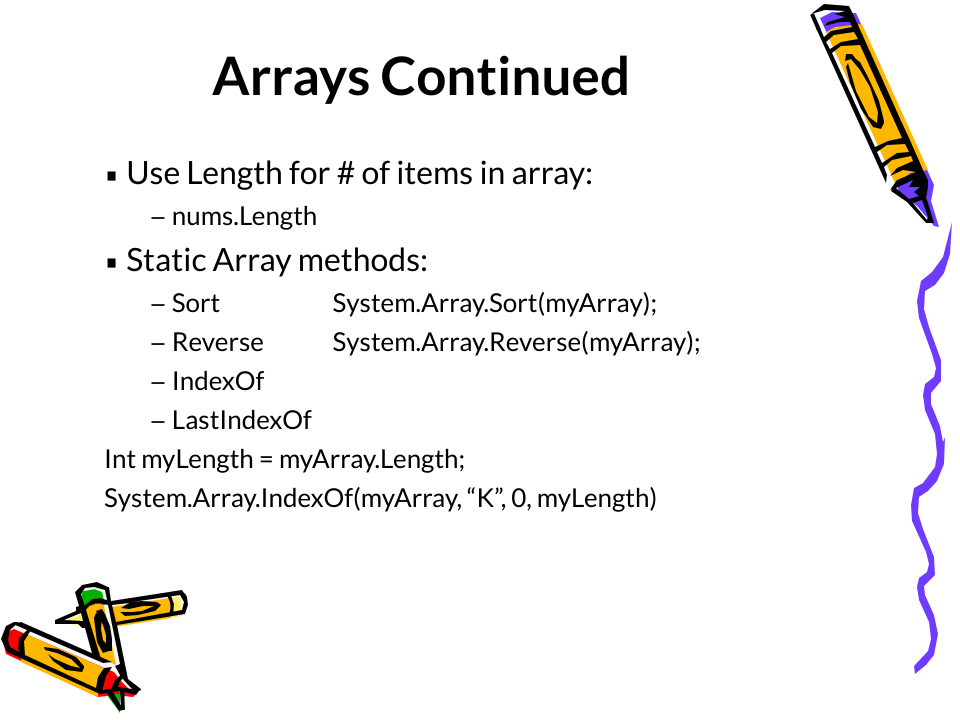 Arrays Continued
▪ Use Length for # of items in array:
– nums.Length
▪ Static Array methods:
– Sort System.Array.Sort(myArray);
– Reverse System.Array.Reverse(myArray);
– IndexOf
– LastIndexOf
Int myLength = myArray.Length;
System.Array.IndexOf(myArray, “K”, 0, myLength)